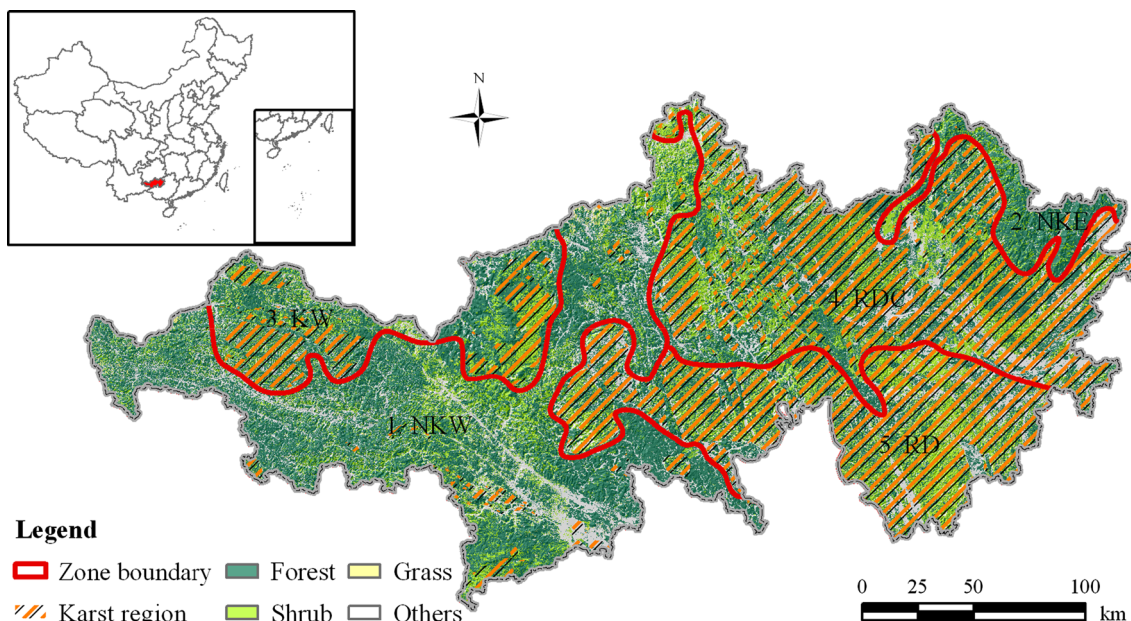 N
2. NKE
4. RDC
3. KW
1. NKW
5. RD
Legend
Zone boundary
Forest
Grass
Karst region
Shrub
Others
0 25 50 100
km